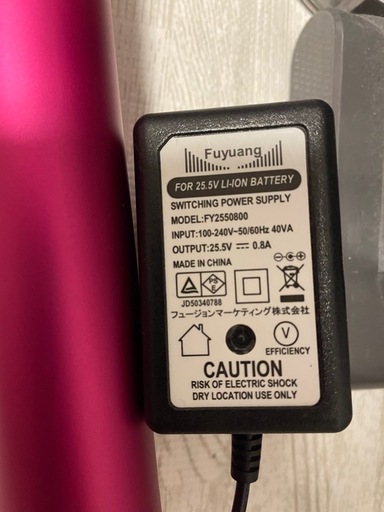 Fuyuang
FOR 25.5V LI-ION BATTERY
SWITCHING POWER SUPPLY
MODEL:FY2550800
INPUT:100-240V~50/60Hz 40VA
OUTPUT:25.5V ⎓ 0.8A
MADE IN CHINA
PS
E
JD50340788
フュージョンマーケティング株式会社
V
EFFICIENCY
CAUTION
RISK OF ELECTRIC SHOCK
DRY LOCATION USE ONLY